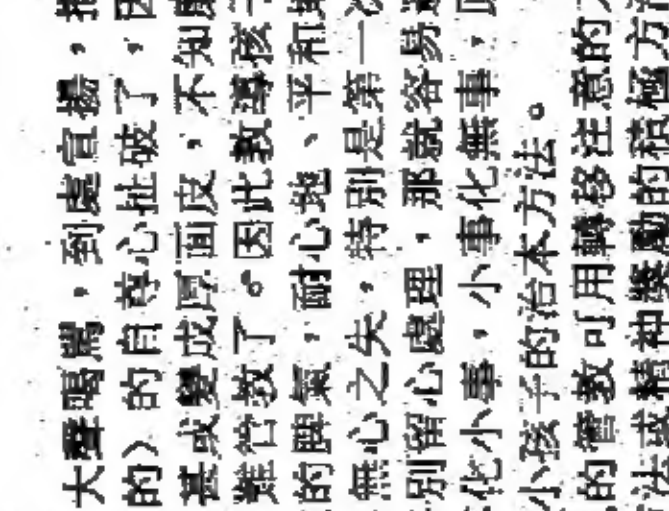 大聲喝罵，到處宣揚，
的〉的自尊心扯破了，因
甚或變成厚面皮，不知
難管教了。因此教導孩
的脾氣，耐心地、平和
無心之失，特別是第一
別留心處理，那就容易
化小事，小事化無事，
小孩子的治本方法。
的管教可用轉移注意的
法或精神獎勵的積極方法